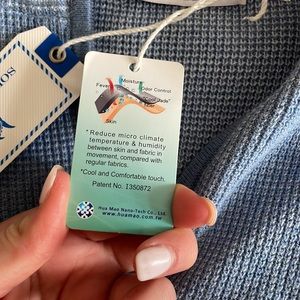 Moisture
Fever
Odor Control
Skin
"Reduce micro climate
temperature & humidity
between skin and fabric in
movement, compared with
regular fabrics.
"Cool and Comfortable touch.
Patent No. 1350872
Hua Mao Nano-Tech Co., Ltd.
www.huamao.com.tw